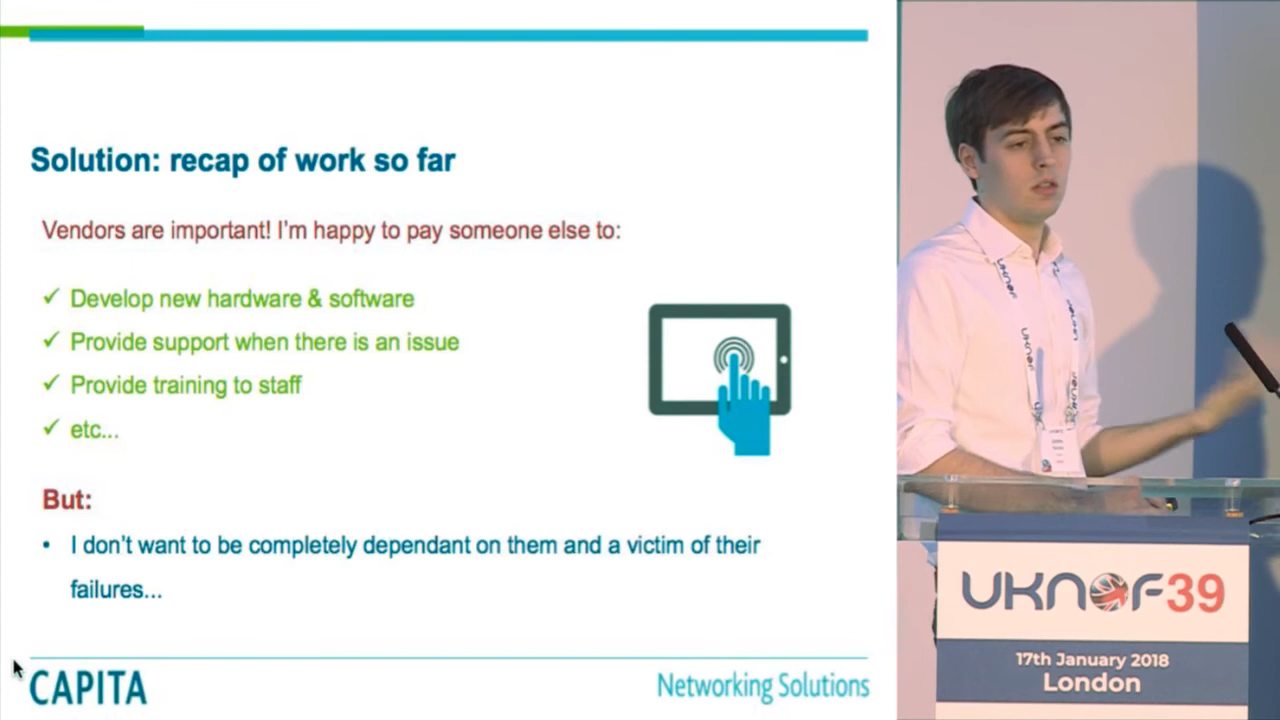 Solution: recap of work so far
Vendors are important! I'm happy to pay someone else to:
✓ Develop new hardware & software
✓ Provide support when there is an issue
✓ Provide training to staff
✓ etc...
But:
• I don't want to be completely dependant on them and a victim of their
failures...
CAPITA
Networking Solutions
UKNOF
UKNOF
UKNOF39
17th January 2018
London